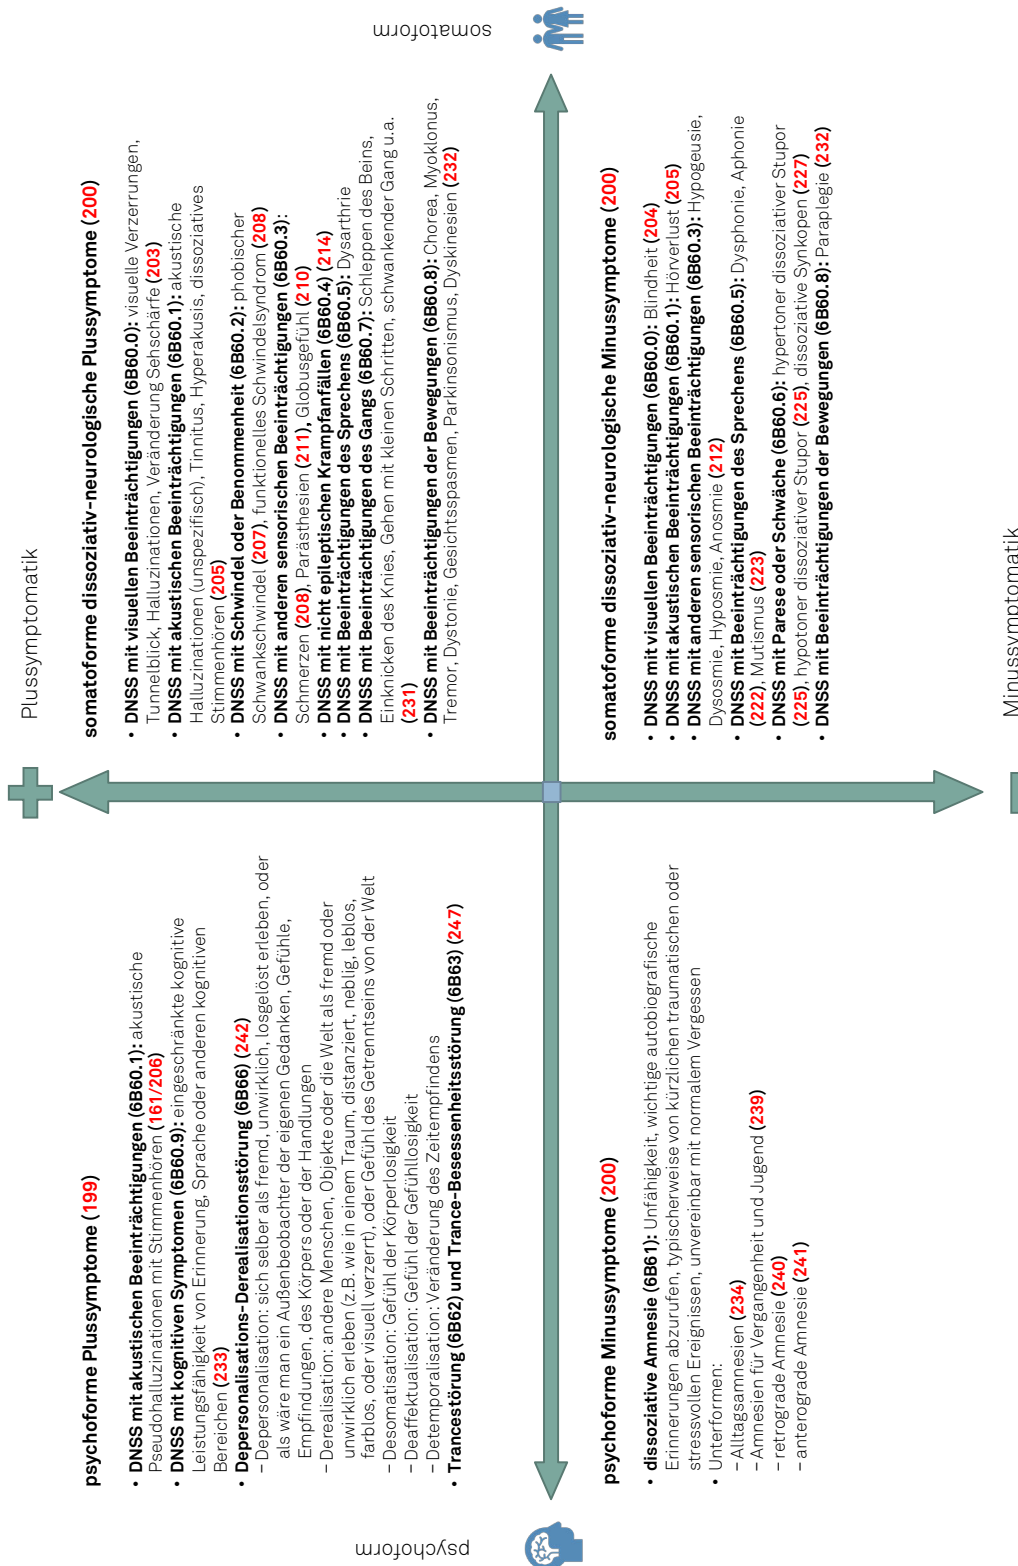 Plussymptomatik
psychoform
somatoform
Minussymptomatik
psychoforme Plussymptome (199)
• DNSS mit akustischen Beeinträchtigungen (6B60.1): akustische
Pseudohalluzinationen mit Stimmenhören (161/206)
• DNSS mit kognitiven Symptomen (6B60.9): eingeschränkte kognitive
Leistungsfähigkeit von Erinnerung, Sprache oder anderen kognitiven
Bereichen (233)
• Depersonalisations-Derealisationsstörung (6B66) (242)
– Depersonalisation: sich selber als fremd, unwirklich, losgelöst erleben, oder
als wäre man ein Außenbeobachter der eigenen Gedanken, Gefühle,
Empfindungen, des Körpers oder der Handlungen
– Derealisation: andere Menschen, Objekte oder die Welt als fremd oder
unwirklich erleben (z.B. wie in einem Traum, distanziert, neblig, leblos,
farblos, oder visuell verzerrt), oder Gefühl des Getrenntseins von der Welt
– Desomatisation: Gefühl der Körperlosigkeit
– Deaffektualisation: Gefühl der Gefühllosigkeit
– Detemporalisation: Veränderung des Zeitempfindens
• Trancestörung (6B62) und Trance-Besessenheitsstörung (6B63) (247)
somatoforme dissoziativ-neurologische Plussymptome (200)
• DNSS mit visuellen Beeinträchtigungen (6B60.0): visuelle Verzerrungen,
Tunnelblick, Halluzinationen, Veränderung Sehschärfe (203)
• DNSS mit akustischen Beeinträchtigungen (6B60.1): akustische
Halluzinationen (unspezifisch), Tinnitus, Hyperakusis, dissoziatives
Stimmenhören (205)
• DNSS mit Schwindel oder Benommenheit (6B60.2): phobischer
Schwankschwindel (207), funktionelles Schwindelsyndrom (208)
• DNSS mit anderen sensorischen Beeinträchtigungen (6B60.3):
Schmerzen (208), Parästhesien (211), Globusgefühl (210)
• DNSS mit nicht epileptischen Krampfanfällen (6B60.4) (214)
• DNSS mit Beeinträchtigungen des Sprechens (6B60.5): Dysarthrie
• DNSS mit Beeinträchtigungen des Gangs (6B60.7): Schleppen des Beins,
Einknicken des Knies, Gehen mit kleinen Schritten, schwankender Gang u.a.
(231)
• DNSS mit Beeinträchtigungen der Bewegungen (6B60.8): Chorea, Myoklonus,
Tremor, Dystonie, Gesichtsspasmen, Parkinsonismus, Dyskinesien (232)
psychoforme Minussymptome (200)
• dissoziative Amnesie (6B61): Unfähigkeit, wichtige autobiografische
Erinnerungen abzurufen, typischerweise von kürzlichen traumatischen oder
stressvollen Ereignissen, unvereinbar mit normalem Vergessen
• Unterformen:
– Alltagsamnesien (234)
– Amnesien für Vergangenheit und Jugend (239)
– retrograde Amnesie (240)
– anterograde Amnesie (241)
somatoforme dissoziativ-neurologische Minussymptome (200)
• DNSS mit visuellen Beeinträchtigungen (6B60.0): Blindheit (204)
• DNSS mit akustischen Beeinträchtigungen (6B60.1): Hörverlust (205)
• DNSS mit anderen sensorischen Beeinträchtigungen (6B60.3): Hypogeusie,
Dysosmie, Hyposmie, Anosmie (212)
• DNSS mit Beeinträchtigungen des Sprechens (6B60.5): Dysphonie, Aphonie
(222), Mutismus (223)
• DNSS mit Parese oder Schwäche (6B60.6): hypertoner dissoziativer Stupor
(225), hypotoner dissoziativer Stupor (225), dissoziative Synkopen (227)
• DNSS mit Beeinträchtigungen der Bewegungen (6B60.8): Paraplegie (232)